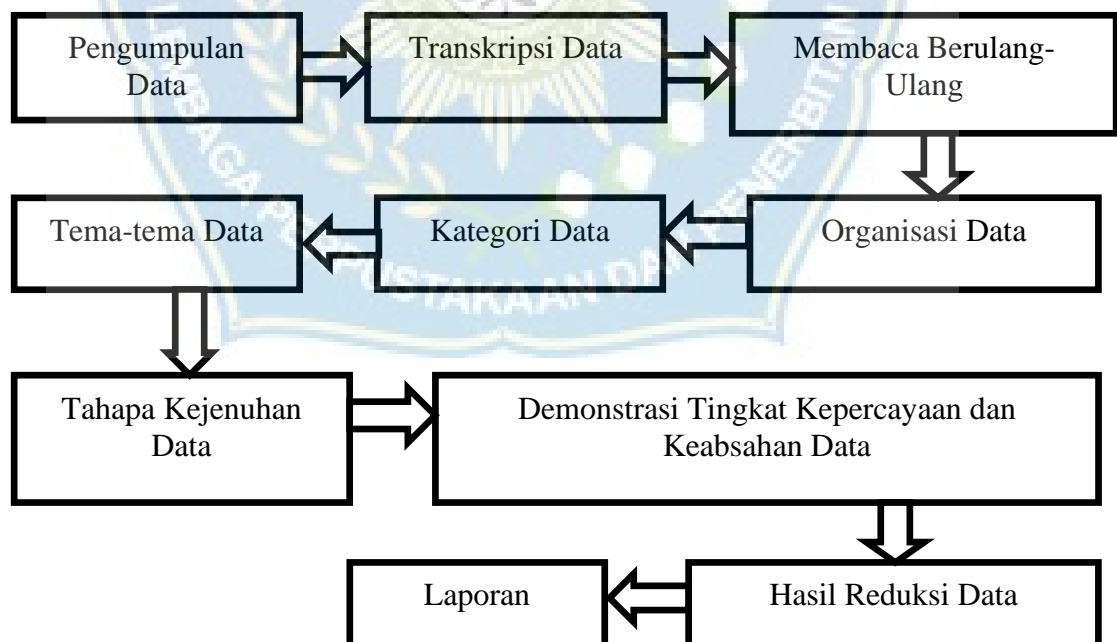 Pengumpulan
Data
Transkripsi Data
Membaca Berulang-
Ulang
Organisasi Data
Kategori Data
Tema-tema Data
Tahapa Kejenuhan
Data
Demonstrasi Tingkat Kepercayaan dan
Keabsahan Data
Hasil Reduksi Data
Laporan